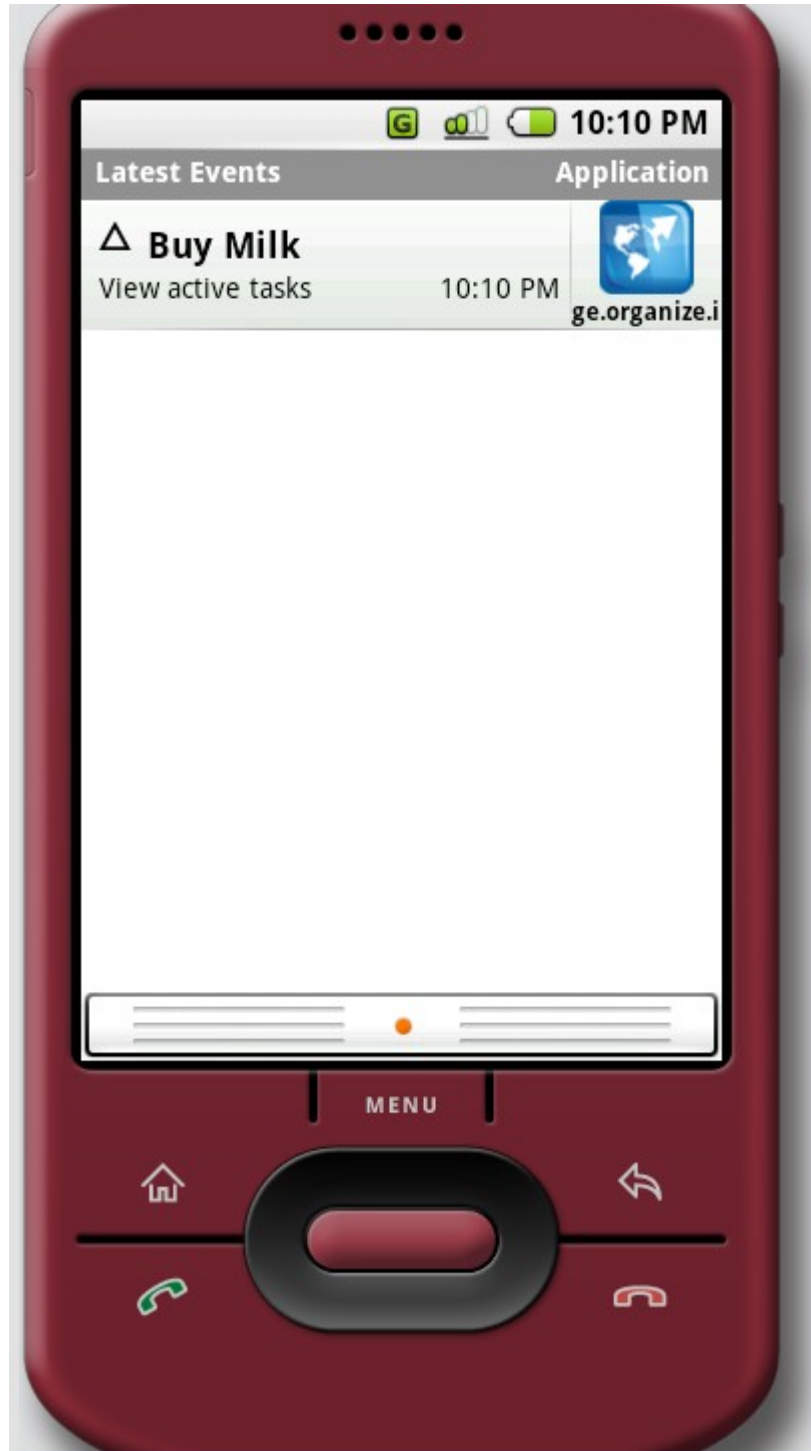 G 10:10 PM
Latest Events Application
Buy Milk
View active tasks 10:10 PM
ge.organize.i
MENU